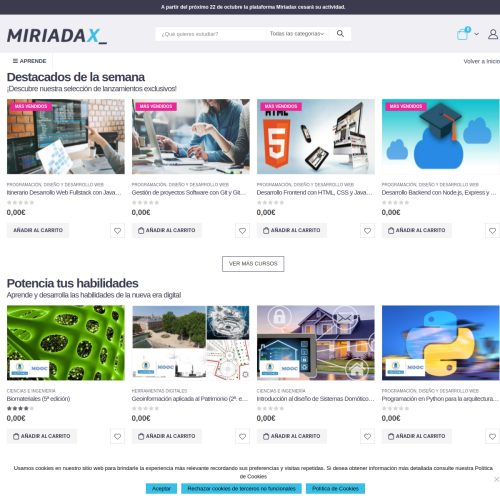 A partir del próximo 22 de octubre la plataforma Miriadax cesará su actividad.
MIRIADAX_
¿Qué quieres estudiar?
Todas las categorías
0
APRENDE
Volver a Inicio
Destacados de la semana
¡Descubre nuestra selección de lanzamientos exclusivos!
MÁS VENDIDOS
MÁS VENDIDOS
MÁS VENDIDOS
MÁS VENDIDOS
HTML
5
PROGRAMACIÓN, DISEÑO Y DESARROLLO WEB
PROGRAMACIÓN, DISEÑO Y DESARROLLO WEB
PROGRAMACIÓN, DISEÑO Y DESARROLLO WEB
PROGRAMACIÓN, DISEÑO Y DESARROLLO WEB
Itinerario Desarrollo Web Fullstack con Java...
Gestión de proyectos Software con Git y Git...
Desarrollo Frontend con HTML, CSS y Java...
Desarrollo Backend con Node.js, Express y ...
0,00€
0,00€
0,00€
0,00€
AÑADIR AL CARRITO
AÑADIR AL CARRITO
AÑADIR AL CARRITO
AÑADIR AL CARRITO
VER MÁS CURSOS
Potencia tus habilidades
Aprende y desarrolla las habilidades de la nueva era digital
MOOC
MOOC
MOOC
MOOC
CIENCIAS E INGENIERÍA
HERRAMIENTAS DIGITALES
CIENCIAS E INGENIERÍA
PROGRAMACIÓN, DISEÑO Y DESARROLLO WEB
Biomateriales (5ª edición)
Geoinformación aplicada al Patrimonio (2ª. e...
Introducción al diseño de Sistemas Domótico...
Programación en Python para la arquitectura...
0,00€
0,00€
0,00€
0,00€
AÑADIR AL CARRITO
AÑADIR AL CARRITO
AÑADIR AL CARRITO
AÑADIR AL CARRITO
Usamos cookies en nuestro sitio web para brindarle la experiencia más relevante recordando sus preferencias y visitas repetidas. Si desea obtener información más detallada consulte nuestra Política
de Cookies
Aceptar
Rechazar cookies de terceros no funcionales
Política de Cookies